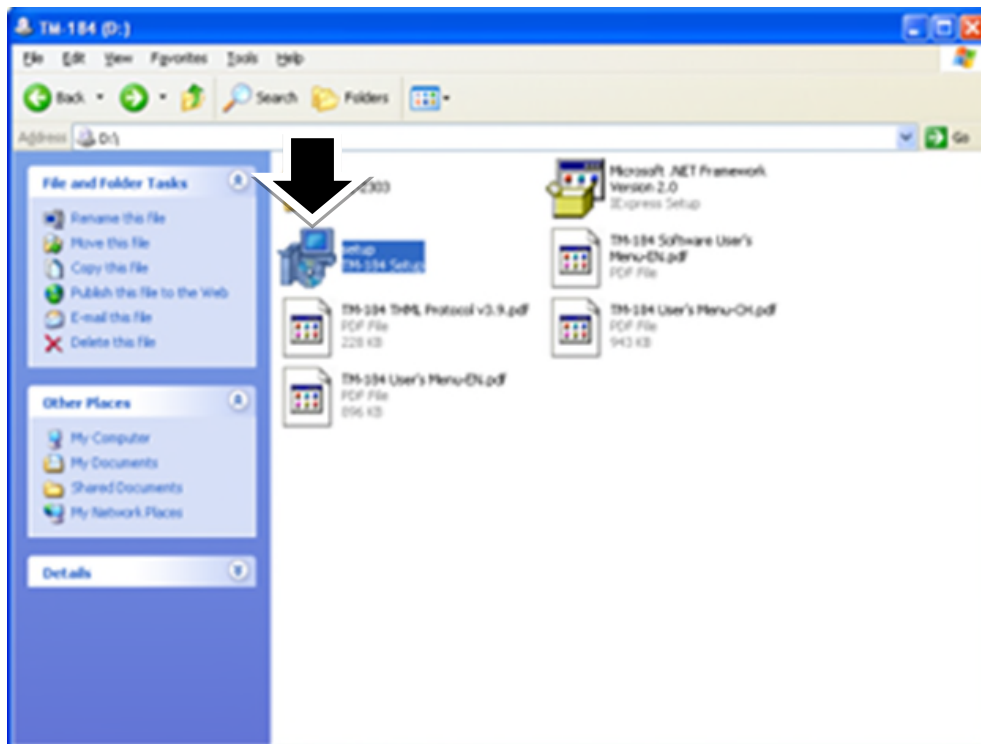 TM-184 (D:)
File Edit View Favorites Tools Help
Back Search Folders
Address D:\ Go
File and Folder Tasks
Rename this file
Move this file
Copy this file
Publish this file to the Web
E-mail this file
Delete this file
Other Places
My Computer
My Documents
Shared Documents
My Network Places
Details
2303
Microsoft .NET Framework
Version 2.0
IExpress Setup
setup
TM-184 Setup
TM-184 Software User's
Menu-EN.pdf
PDF File
TM-184 THML Protocol v3.9.pdf
PDF File
228 KB
TM-184 User's Menu-CH.pdf
PDF File
943 KB
TM-184 User's Menu-EN.pdf
PDF File
896 KB